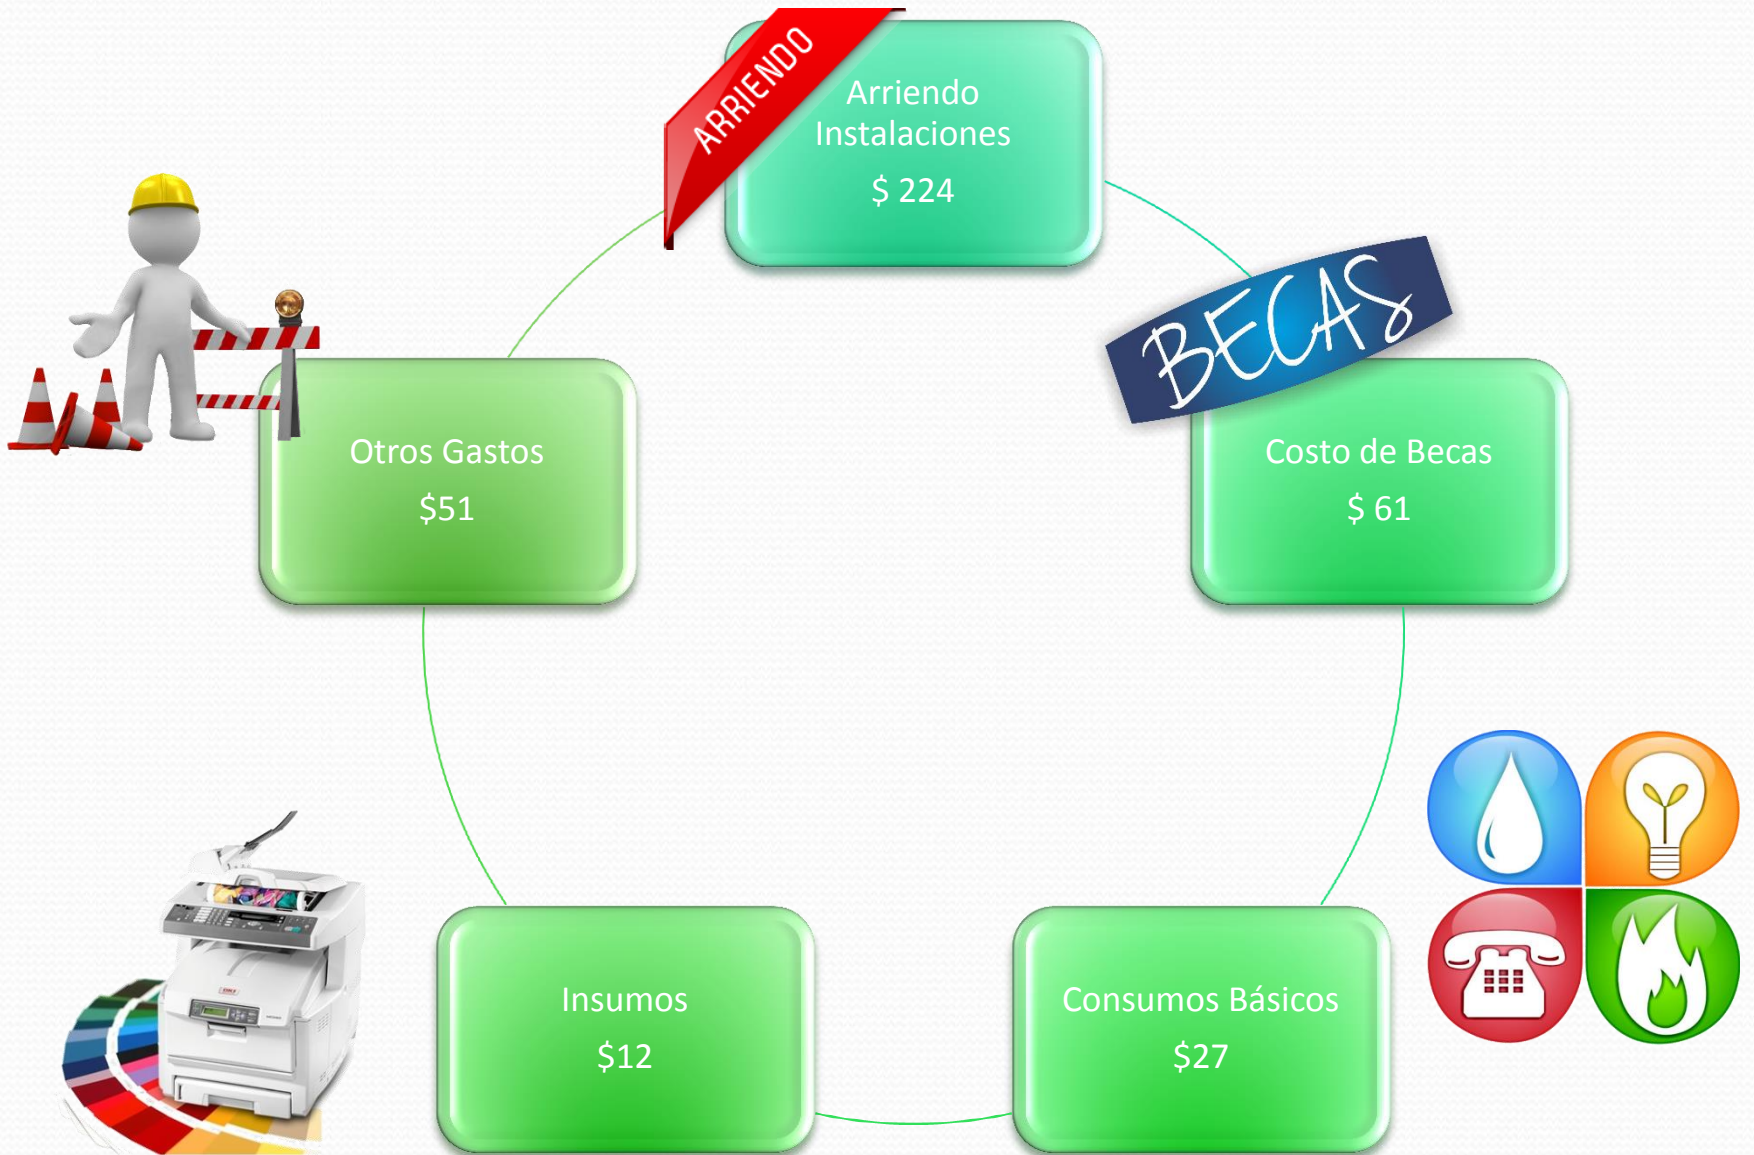 ARRIENDO
Arriendo
Instalaciones
$ 224
BECAS
Costo de Becas
$ 61
Otros Gastos
$51
Insumos
$12
Consumos Básicos
$27